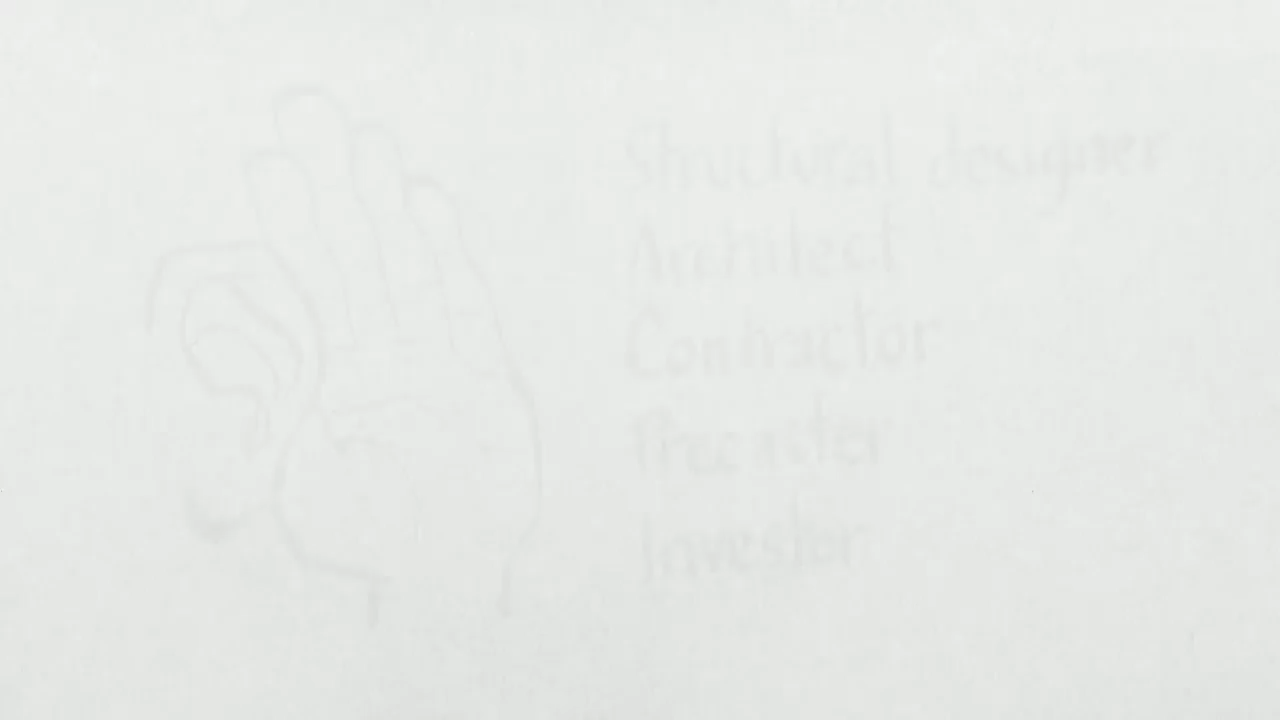 Structural designer
Architect
Contractor
Precaster
Investor